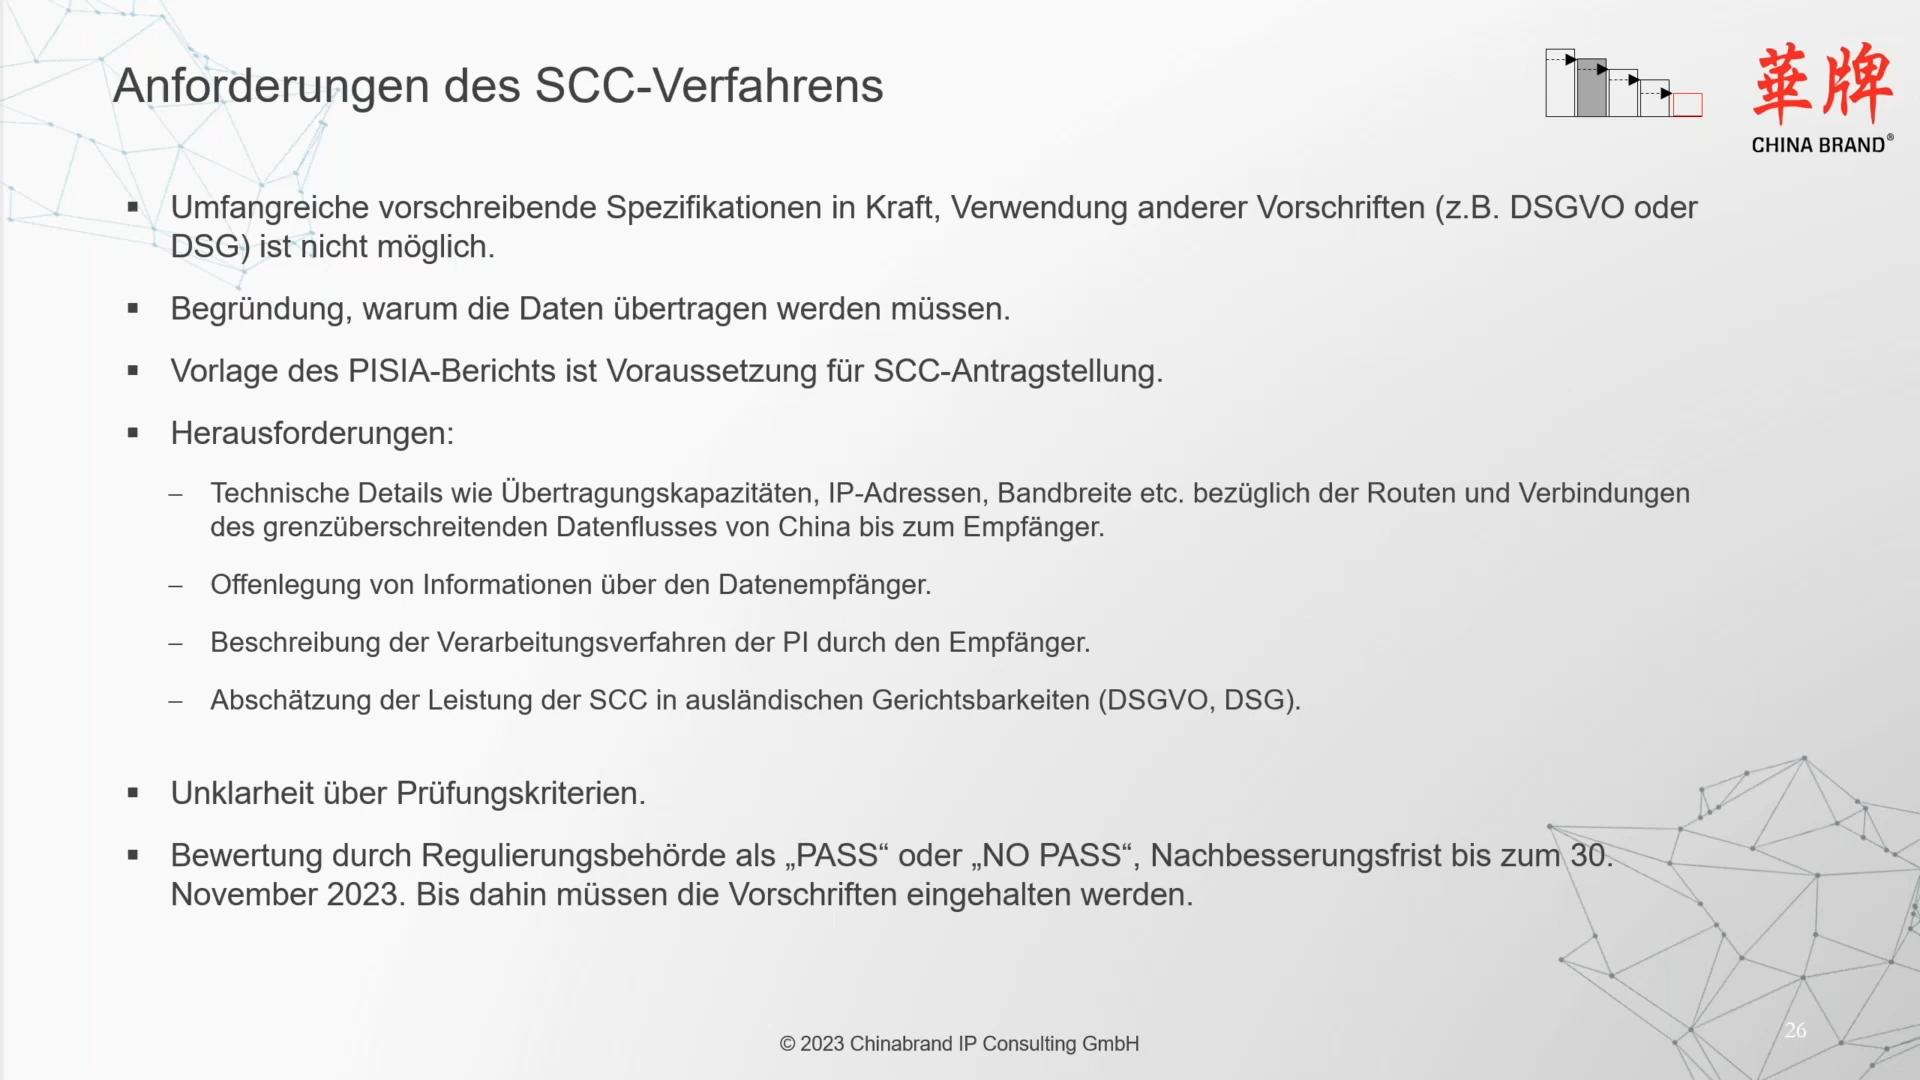 Anforderungen des SCC-Verfahrens
華牌
CHINA BRAND®
▪ Umfangreiche vorschreibende Spezifikationen in Kraft, Verwendung anderer Vorschriften (z.B. DSGVO oder
DSG) ist nicht möglich.
▪ Begründung, warum die Daten übertragen werden müssen.
▪ Vorlage des PISIA-Berichts ist Voraussetzung für SCC-Antragstellung.
▪ Herausforderungen:
– Technische Details wie Übertragungskapazitäten, IP-Adressen, Bandbreite etc. bezüglich der Routen und Verbindungen
des grenzüberschreitenden Datenflusses von China bis zum Empfänger.
– Offenlegung von Informationen über den Datenempfänger.
– Beschreibung der Verarbeitungsverfahren der PI durch den Empfänger.
– Abschätzung der Leistung der SCC in ausländischen Gerichtsbarkeiten (DSGVO, DSG).
▪ Unklarheit über Prüfungskriterien.
▪ Bewertung durch Regulierungsbehörde als „PASS“ oder „NO PASS“, Nachbesserungsfrist bis zum 30.
November 2023. Bis dahin müssen die Vorschriften eingehalten werden.
26
© 2023 Chinabrand IP Consulting GmbH